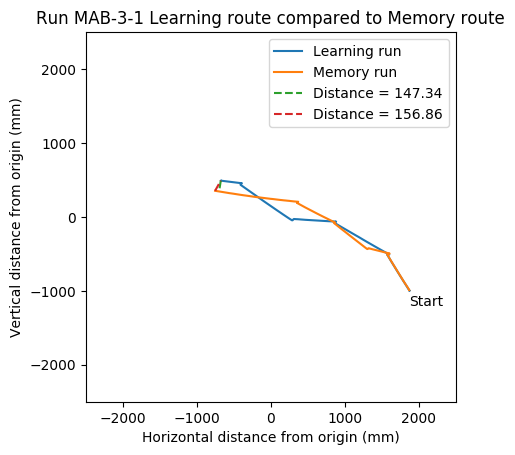 Run MAB-3-1 Learning route compared to Memory route
Learning run
Memory run
Distance = 147.34
Distance = 156.86
2000
1000
0
−1000
−2000
Vertical distance from origin (mm)
Start
−2000
−1000
0
1000
2000
Horizontal distance from origin (mm)